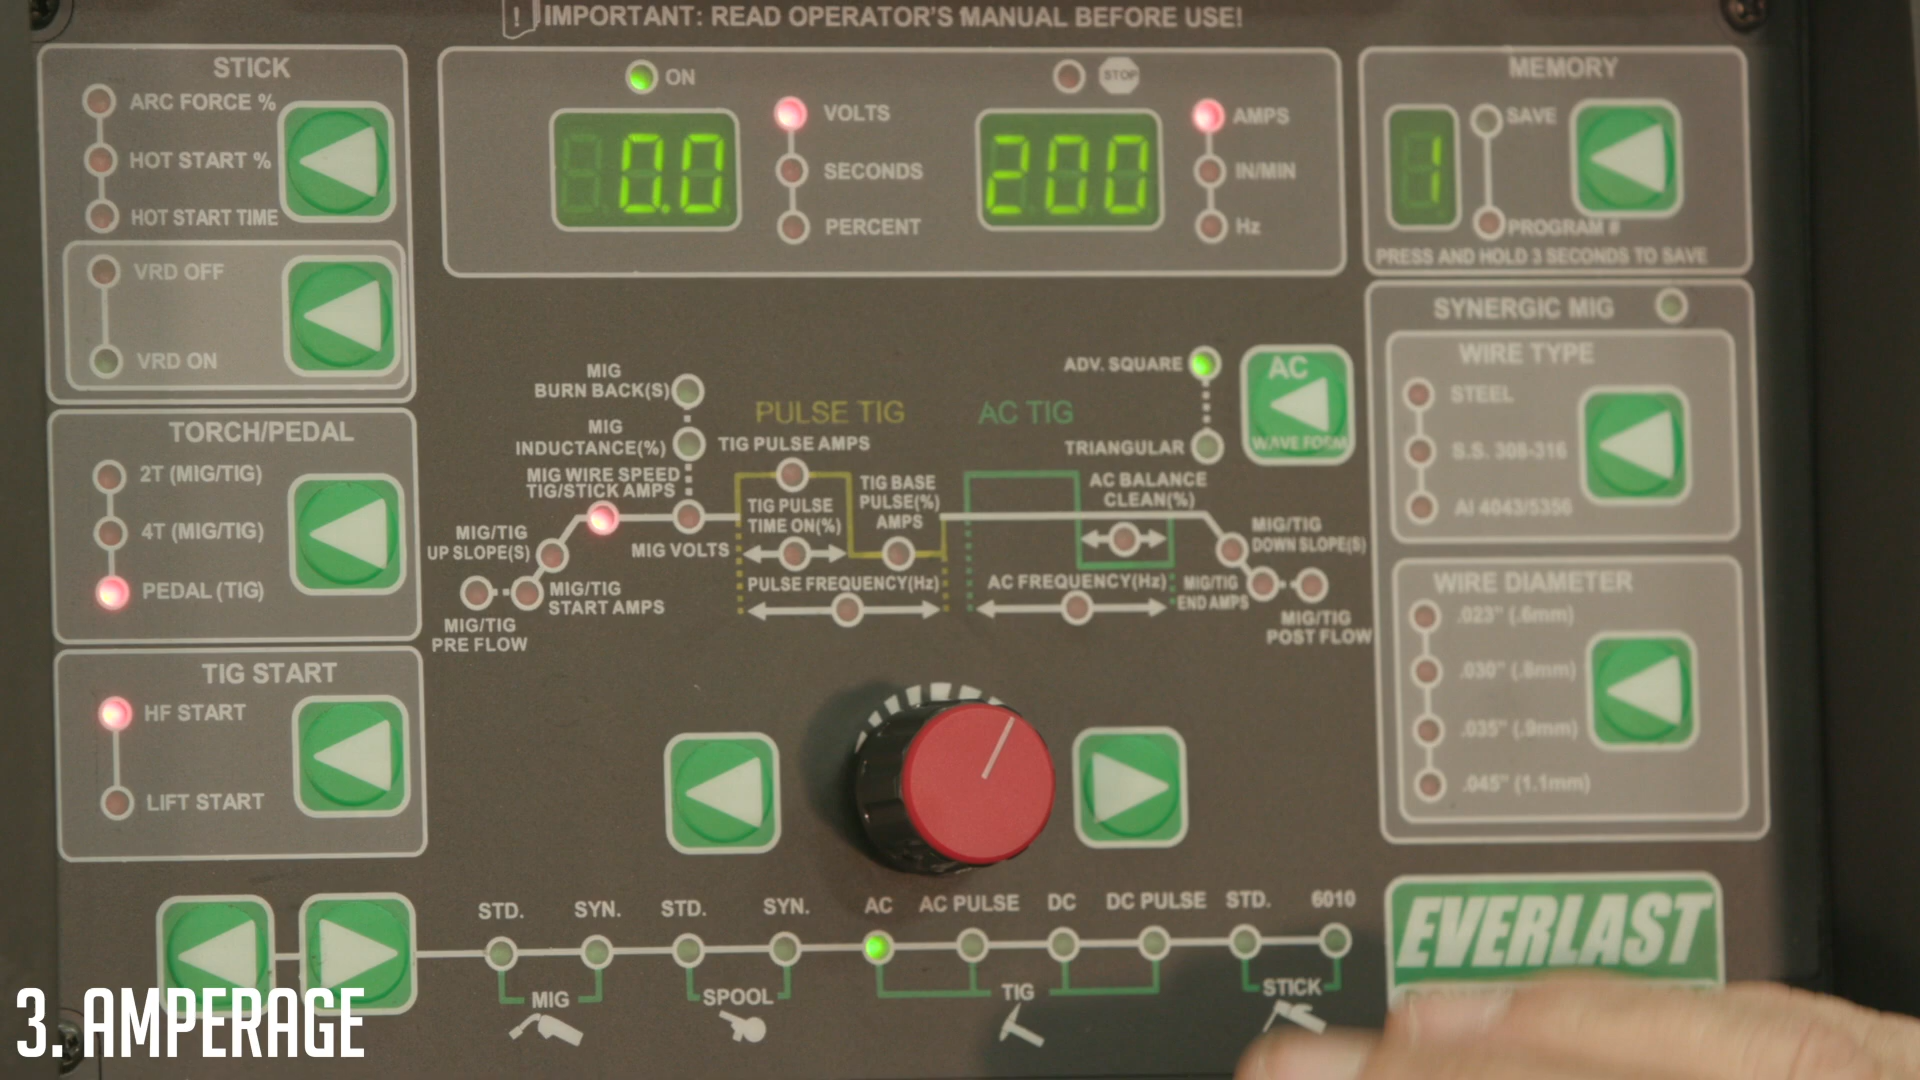 IMPORTANT: READ OPERATOR'S MANUAL BEFORE USE!
STICK
ARC FORCE %
HOT START %
HOT START TIME
VRD OFF
VRD ON
TORCH/PEDAL
2T (MIG/TIG)
4T (MIG/TIG)
PEDAL (TIG)
TIG START
HF START
LIFT START
ON
0.0
VOLTS
SECONDS
PERCENT
STOP
200
AMPS
IN/MIN
Hz
MEMORY
1
SAVE
PROGRAM #
PRESS AND HOLD 3 SECONDS TO SAVE
SYNERGIC MIG
WIRE TYPE
STEEL
S.S. 308-316
Al 4043/5356
WIRE DIAMETER
.023" (.6mm)
.030" (.8mm)
.035" (.9mm)
.045" (1.1mm)
MIG
BURN BACK(S)
MIG
INDUCTANCE(%)
MIG WIRE SPEED
TIG/STICK AMPS
MIG/TIG
UP SLOPE(S)
MIG VOLTS
MIG/TIG
START AMPS
MIG/TIG
PRE FLOW
PULSE TIG
TIG PULSE AMPS
TIG PULSE
TIME ON(%)
TIG BASE
PULSE(%)
AMPS
PULSE FREQUENCY(Hz)
AC TIG
ADV. SQUARE
TRIANGULAR
AC
WAVE FORM
AC BALANCE
CLEAN(%)
AC FREQUENCY(Hz)
MIG/TIG
DOWN SLOPE(S)
MIG/TIG
END AMPS
MIG/TIG
POST FLOW
STD. SYN. STD. SYN. AC AC PULSE DC DC PULSE STD. 6010
MIG SPOOL TIG STICK
EVERLAST
3. AMPERAGE